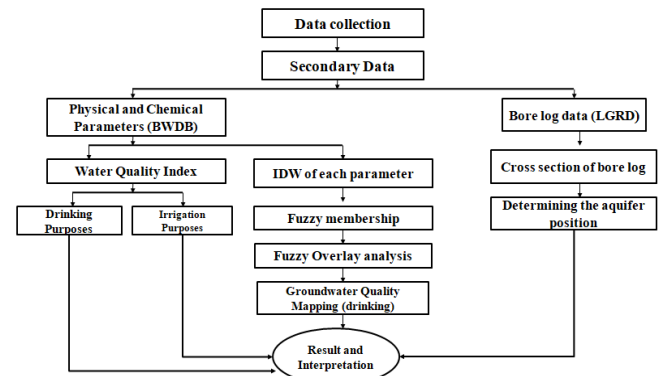 Data collection
Secondary Data
Physical and Chemical
Parameters (BWDB)
Bore log data (LGRD)
Water Quality Index
IDW of each parameter
Cross section of bore log
Drinking
Purposes
Irrigation
Purposes
Fuzzy membership
Determining the aquifer
position
Fuzzy Overlay analysis
Groundwater Quality
Mapping (drinking)
Result and
Interpretation